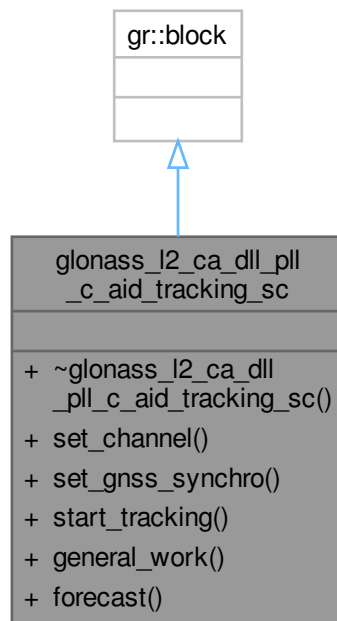 gr::block
glonass_l2_ca_dll_pll
_c_aid_tracking_sc
+ ~glonass_l2_ca_dll
_pll_c_aid_tracking_sc()
+ set_channel()
+ set_gnss_synchro()
+ start_tracking()
+ general_work()
+ forecast()